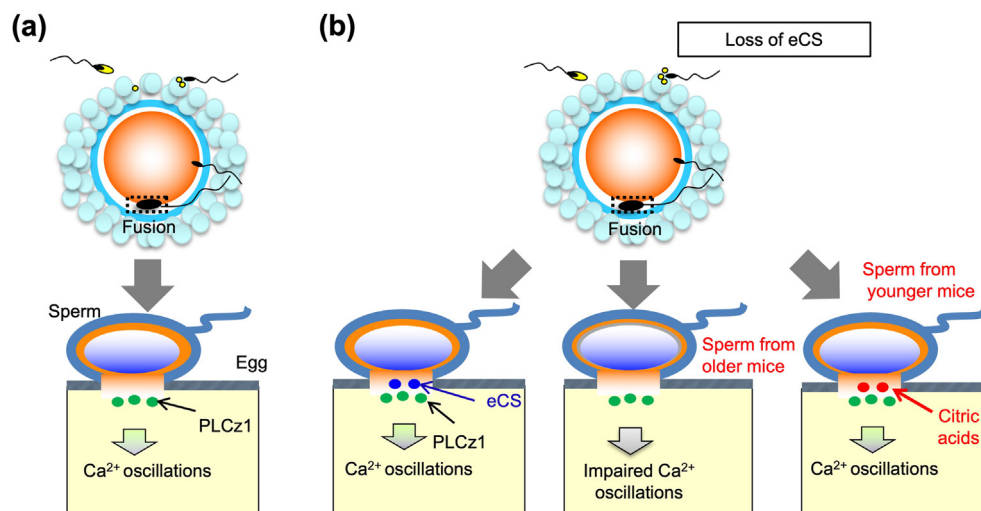 (a)
Fusion
Sperm
Egg
PLCz1
Ca²⁺ oscillations
(b)
Loss of eCS
Fusion
eCS
PLCz1
Ca²⁺ oscillations
Sperm from
older mice
Impaired Ca²⁺
oscillations
Sperm from
younger mice
Citric
acids
Ca²⁺ oscillations